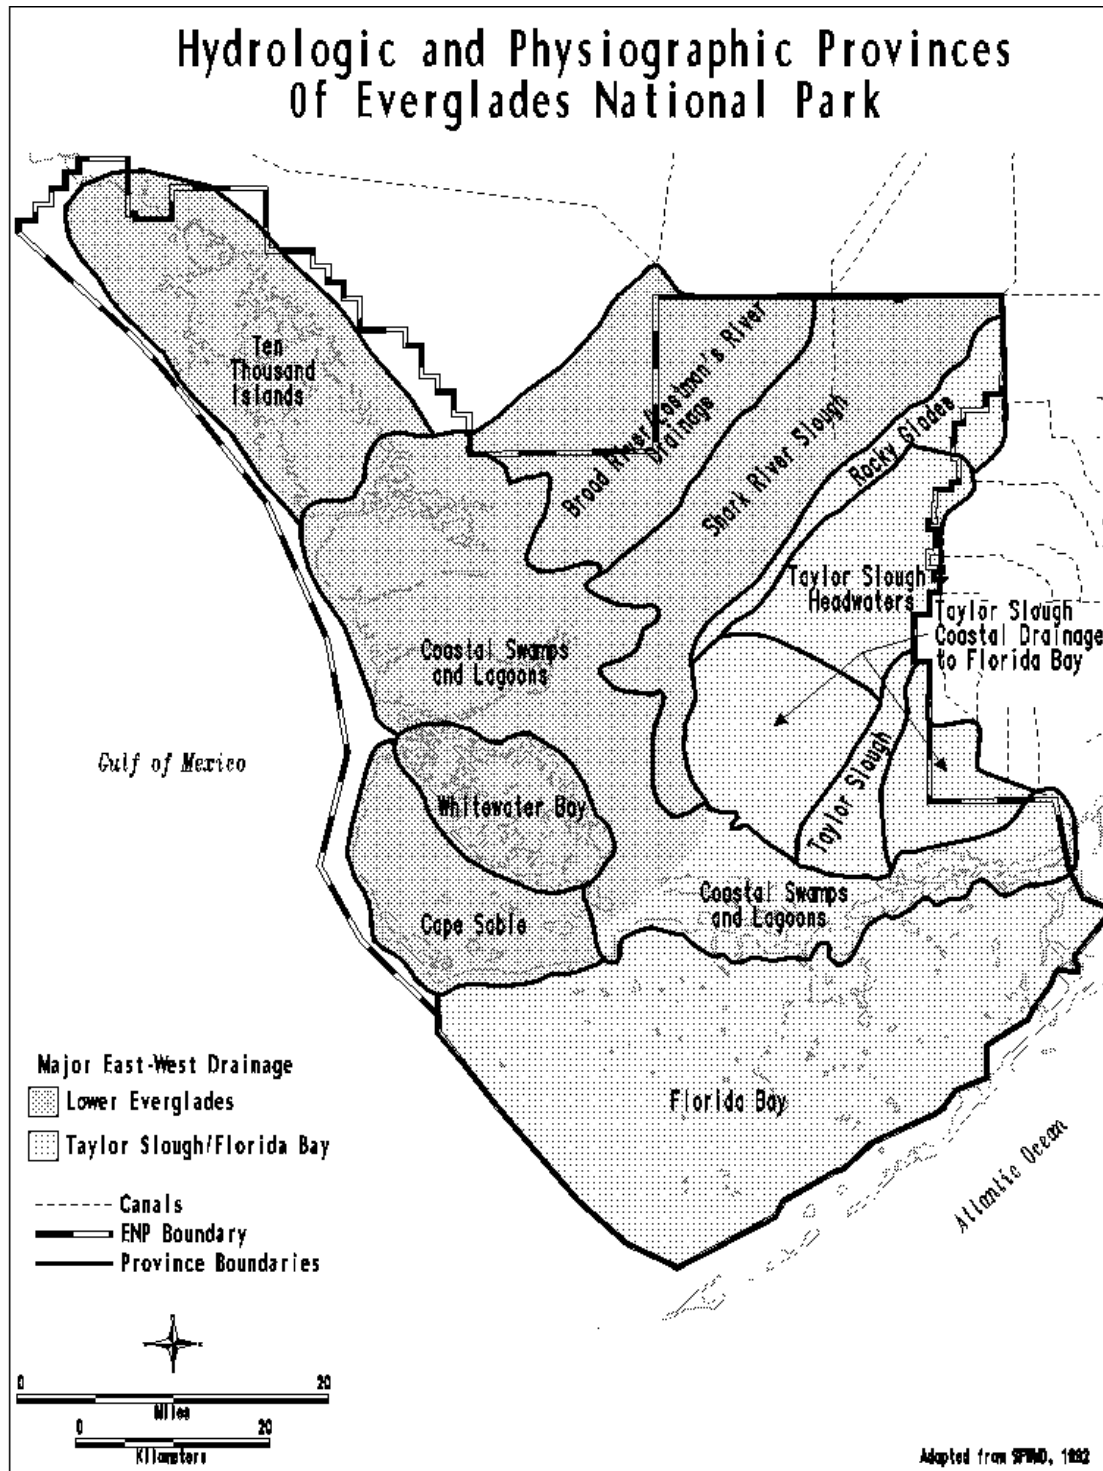 Hydrologic and Physiographic Provinces
Of Everglades National Park
Ten
Thousand
Islands
Broad River/Lostman's River
Drainage
Shark River Slough
Rocky Glades
Taylor Slough
Headwaters
Taylor Slough
Coastal Drainage
to Florida Bay
Coastal Swamps
and Lagoons
Taylor Slough
Gulf of Mexico
Whitewater Bay
Coastal Swamps
and Lagoons
Cape Sable
Florida Bay
Atlantic Ocean
Major East-West Drainage
Lower Everglades
Taylor Slough/Florida Bay
Canals
ENP Boundary
Province Boundaries
0 20
Miles
0 20
Kilometers
Adapted from